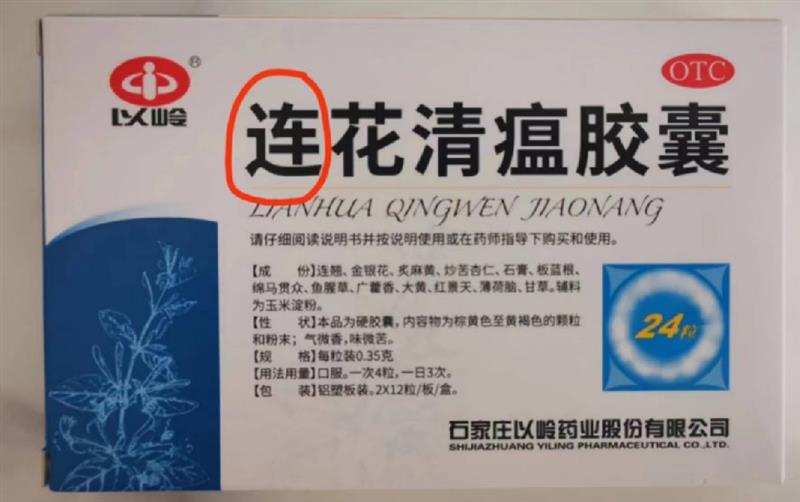 以岭®
OTC
连花清瘟胶囊
LIANHUA QINGWEN JIAONANG
请仔细阅读说明书并按说明使用或在药师指导下购买和使用。
【成 份】连翘、金银花、炙麻黄、炒苦杏仁、石膏、板蓝根、
绵马贯众、鱼腥草、广藿香、大黄、红景天、薄荷脑、甘草。辅料
为玉米淀粉。
【性 状】本品为硬胶囊，内容物为棕黄色至黄褐色的颗粒
和粉末；气微香，味微苦。
【规 格】每粒装0.35克
【用法用量】口服。一次4粒，一日3次。
【包 装】铝塑板装。2X12粒/板/盒。
24粒
石家庄以岭药业股份有限公司
SHIJIAZHUANG YILING PHARMACEUTICAL CO.,LTD.